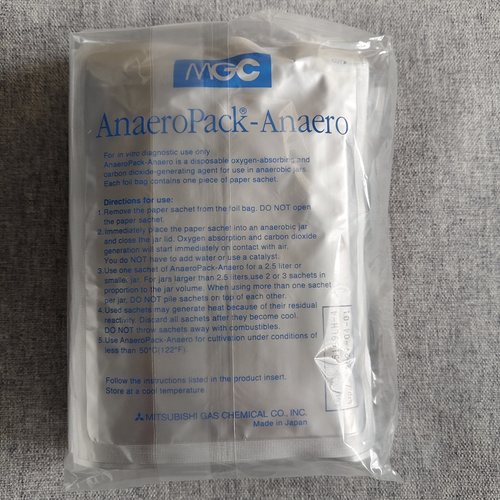 MGC
AnaeroPack®-Anaero
For in vitro diagnostic use only
AnaeroPack-Anaero is a disposable oxygen-absorbing and
carbon dioxide-generating agent for use in anaerobic jars.
Each foil bag contains one piece of paper sachet.
Directions for use:
1. Remove the paper sachet from the foil bag. DO NOT open
the paper sachet.
2. Immediately place the paper sachet into an anaerobic jar
and close the jar lid. Oxygen absorption and carbon dioxide
generation will start immediately on contact with air.
You do NOT have to add water or use a catalyst.
3. Use one sachet of AnaeroPack-Anaero for a 2.5 liter or
smaller jar. For jars larger than 2.5 liters use 2 or 3 sachets in
proportion to the jar volume. When using more than one sachet
per jar, DO NOT pile sachets on top of each other.
4. Used sachets may generate heat because of their residual
reactivity. Discard all sachets after they become cool.
DO NOT throw sachets away with combustibles.
5. Use AnaeroPack-Anaero for cultivation under conditions of
less than 50°C(122°F).
Follow the instructions listed in the product insert.
Store at a cool temperature
MITSUBISHI GAS CHEMICAL CO., INC.
Made in Japan